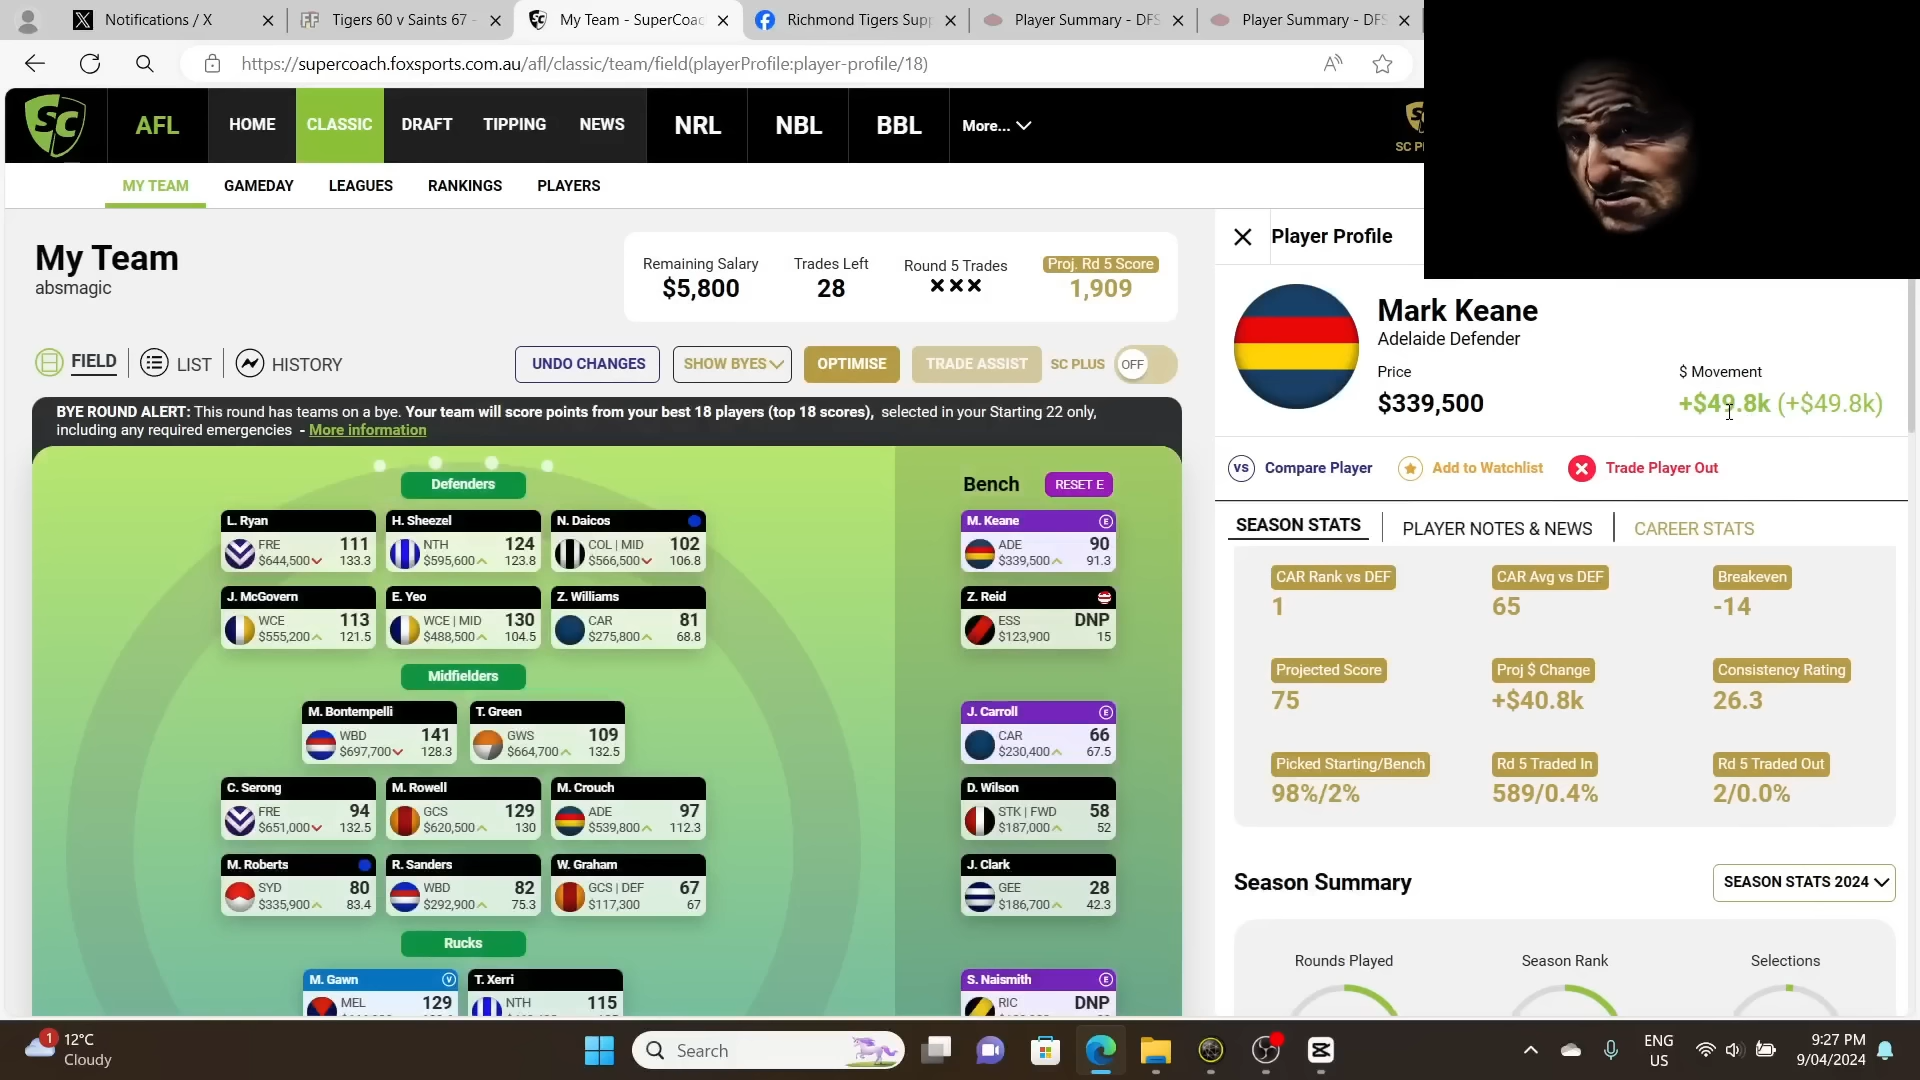 Notifications / X
Tigers 60 v Saints 67 -
My Team - SuperCoac
Richmond Tigers Supp
Player Summary - DFS
Player Summary - DFS
https://supercoach.foxsports.com.au/afl/classic/team/field(playerProfile:player-profile/18)
SC AFL HOME CLASSIC DRAFT TIPPING NEWS NRL NBL BBL More...
SC PL
MY TEAM GAMEDAY LEAGUES RANKINGS PLAYERS
My Team
absmagic
Remaining Salary
$5,800
Trades Left
28
Round 5 Trades
Proj. Rd 5 Score
1,909
FIELD LIST HISTORY
UNDO CHANGES SHOW BYES OPTIMISE TRADE ASSIST SC PLUS OFF
BYE ROUND ALERT: This round has teams on a bye. Your team will score points from your best 18 players (top 18 scores), selected in your Starting 22 only,
including any required emergencies - More information
Defenders
L. Ryan
FRE 111
$644,500 133.3
H. Sheezel
NTH 124
$595,600 123.8
N. Daicos
COL | MID 102
$566,500 106.8
J. McGovern
WCE 113
$555,200 121.5
E. Yeo
WCE | MID 130
$488,500 104.5
Z. Williams
CAR 81
$275,800 68.8
Midfielders
M. Bontempelli
WBD 141
$697,700 128.3
T. Green
GWS 109
$664,700 132.5
C. Serong
FRE 94
$651,000 132.5
M. Rowell
GCS 129
$620,500 130
M. Crouch
ADE 97
$539,800 112.3
M. Roberts
SYD 80
$335,900 83.4
R. Sanders
WBD 82
$292,900 75.3
W. Graham
GCS | DEF 67
$117,300 67
Rucks
M. Gawn V
MEL 129
T. Xerri
NTH 115
Bench RESET E
M. Keane E
ADE 90
$339,500 91.3
Z. Reid
ESS DNP
$123,900 15
J. Carroll E
CAR 66
$230,400 67.5
D. Wilson
STK | FWD 58
$187,000 52
J. Clark
GEE 28
$186,700 42.3
S. Naismith E
RIC DNP
Player Profile
Mark Keane
Adelaide Defender
Price
$339,500
$ Movement
+$49.8k (+$49.8k)
VS Compare Player Add to Watchlist Trade Player Out
SEASON STATS PLAYER NOTES & NEWS CAREER STATS
CAR Rank vs DEF
1
CAR Avg vs DEF
65
Breakeven
-14
Projected Score
75
Proj $ Change
+$40.8k
Consistency Rating
26.3
Picked Starting/Bench
98%/2%
Rd 5 Traded In
589/0.4%
Rd 5 Traded Out
2/0.0%
Season Summary
SEASON STATS 2024
Rounds Played Season Rank Selections
1
12°C
Cloudy
Search
ENG
US
9:27 PM
9/04/2024